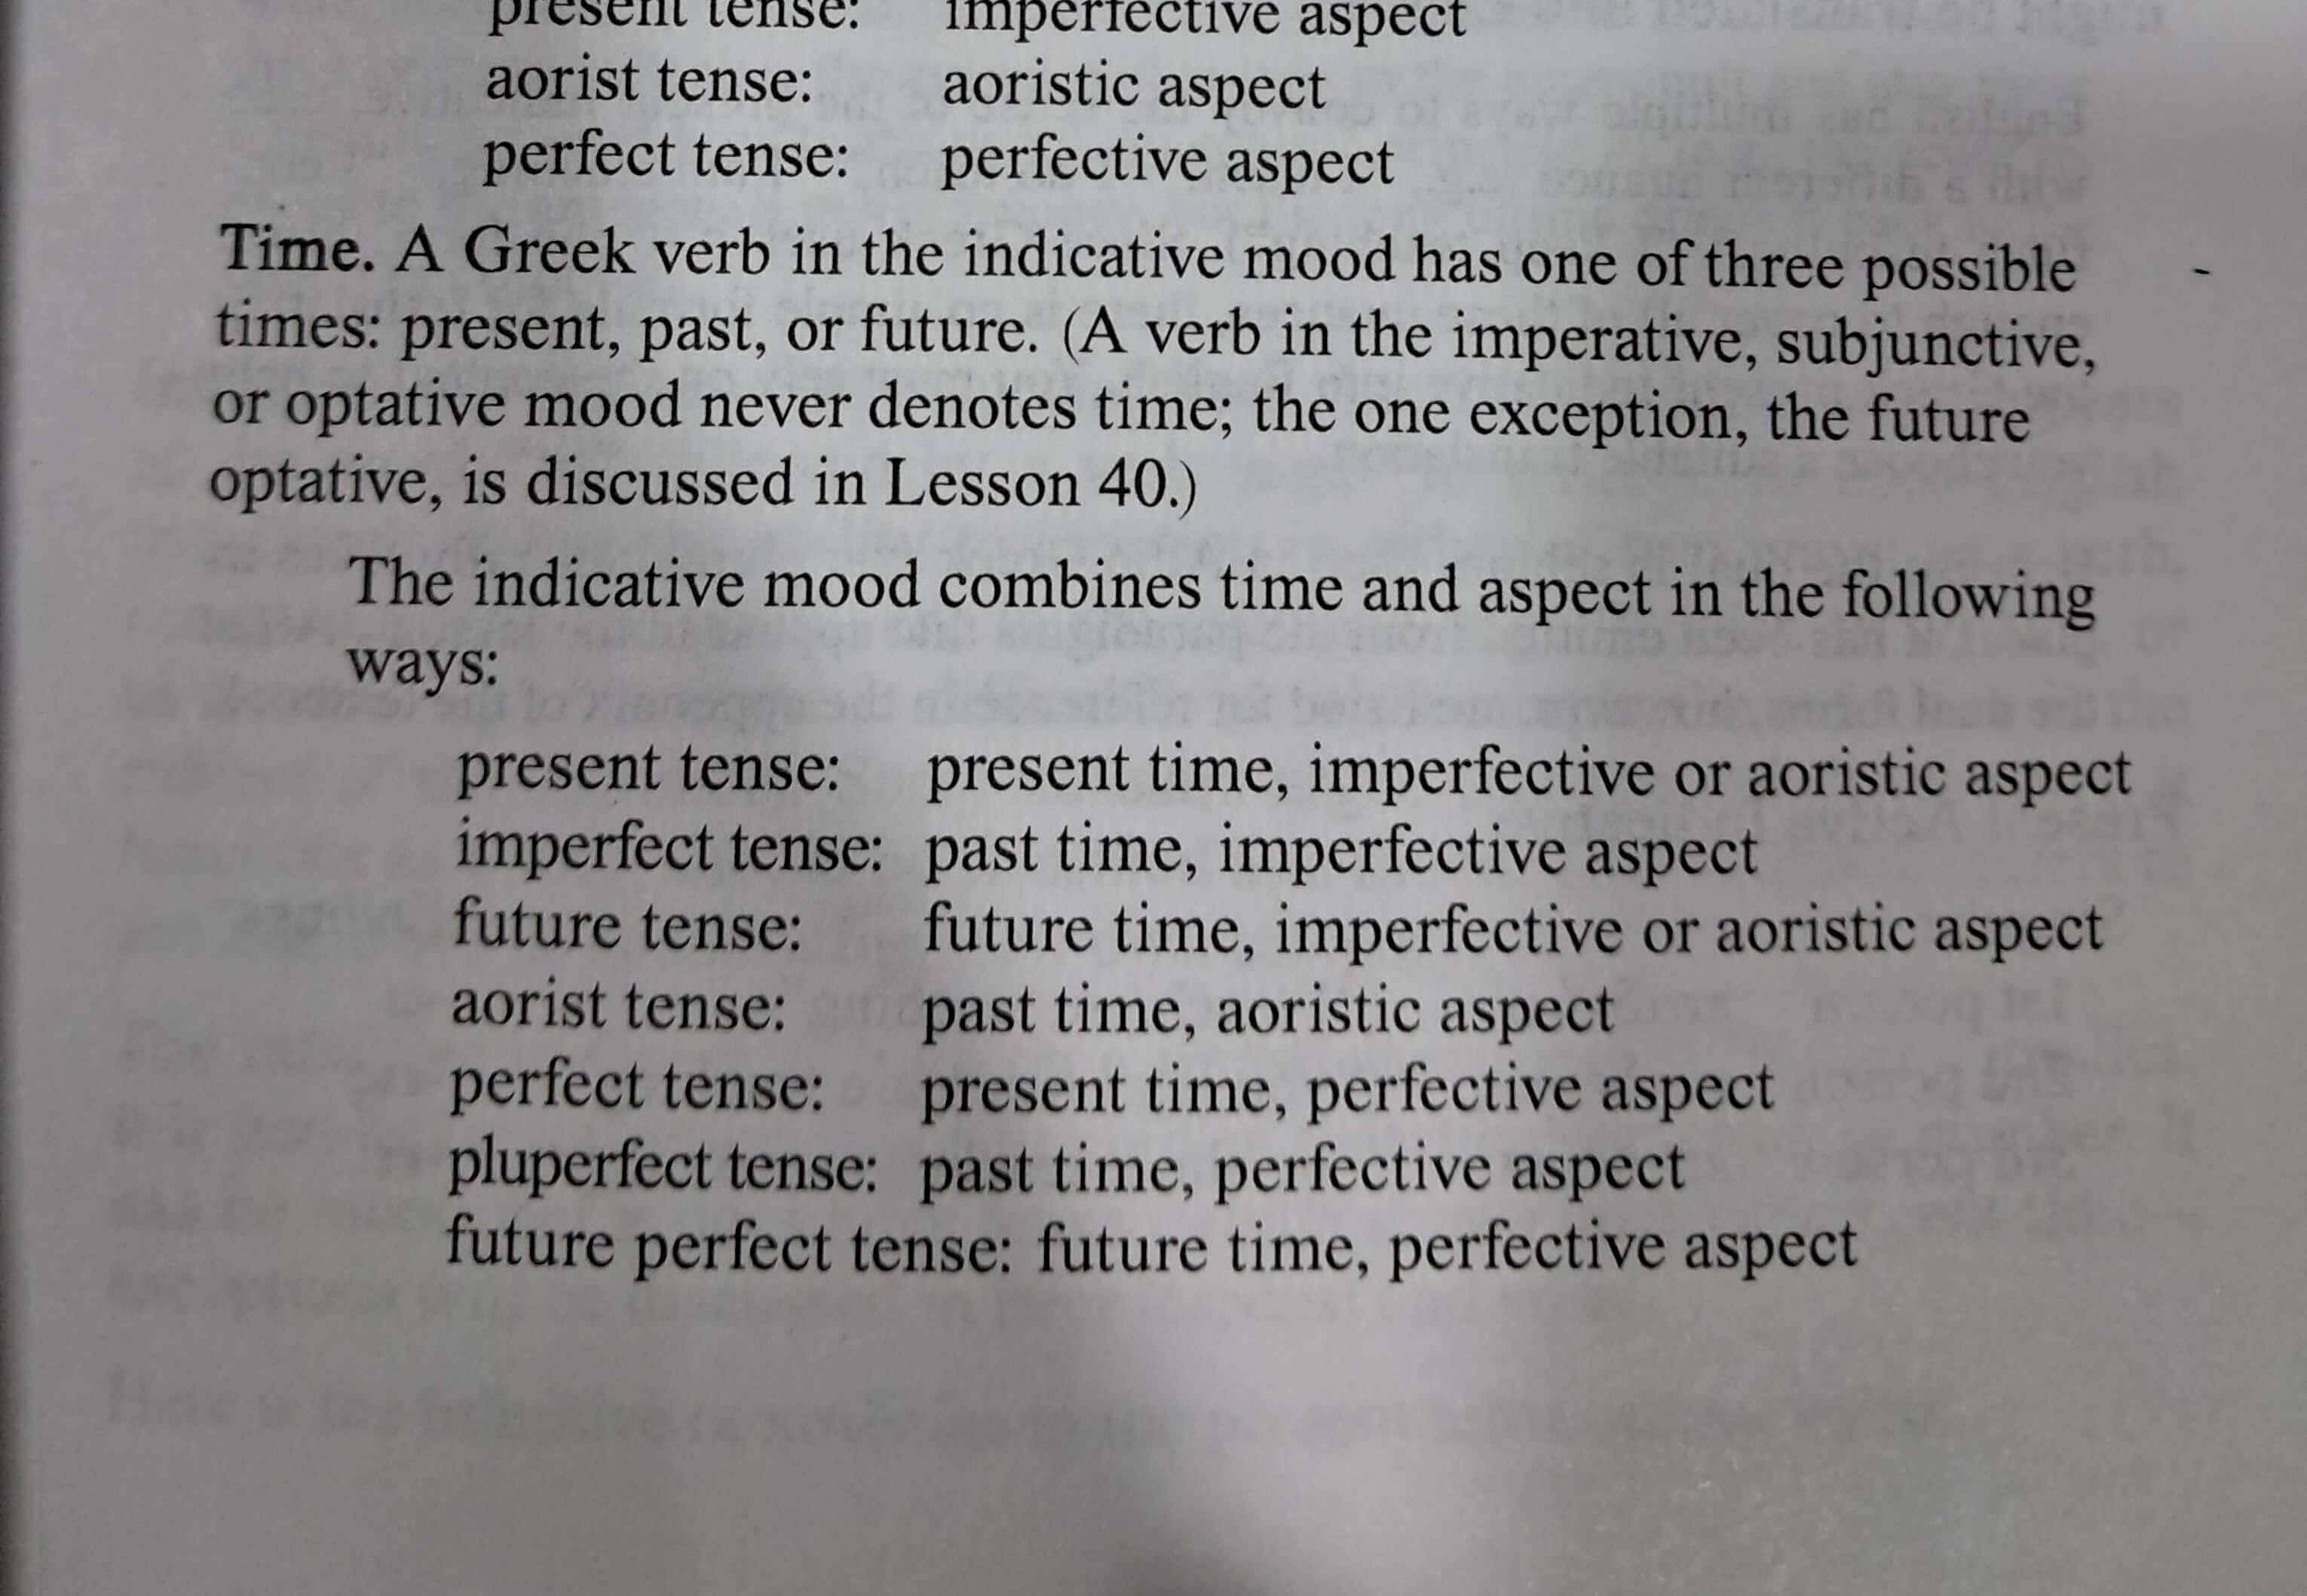 present tense: imperfective aspect
aorist tense: aoristic aspect
perfect tense: perfective aspect
Time. A Greek verb in the indicative mood has one of three possible
times: present, past, or future. (A verb in the imperative, subjunctive,
or optative mood never denotes time; the one exception, the future
optative, is discussed in Lesson 40.)
The indicative mood combines time and aspect in the following
ways:
present tense: present time, imperfective or aoristic aspect
imperfect tense: past time, imperfective aspect
future tense: future time, imperfective or aoristic aspect
aorist tense: past time, aoristic aspect
perfect tense: present time, perfective aspect
pluperfect tense: past time, perfective aspect
future perfect tense: future time, perfective aspect